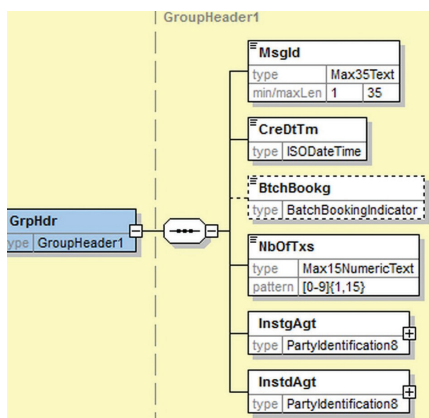 GroupHeader1
MsgId
type Max35Text
min/maxLen 1 35
CreDtTm
type ISODateTime
BtchBookg
type BatchBookingIndicator
GrpHdr
ype GroupHeader1
NbOfTxs
type Max15NumericText
pattern [0-9]{1,15}
InstgAgt
type PartyIdentification8
InstdAgt
type PartyIdentification8